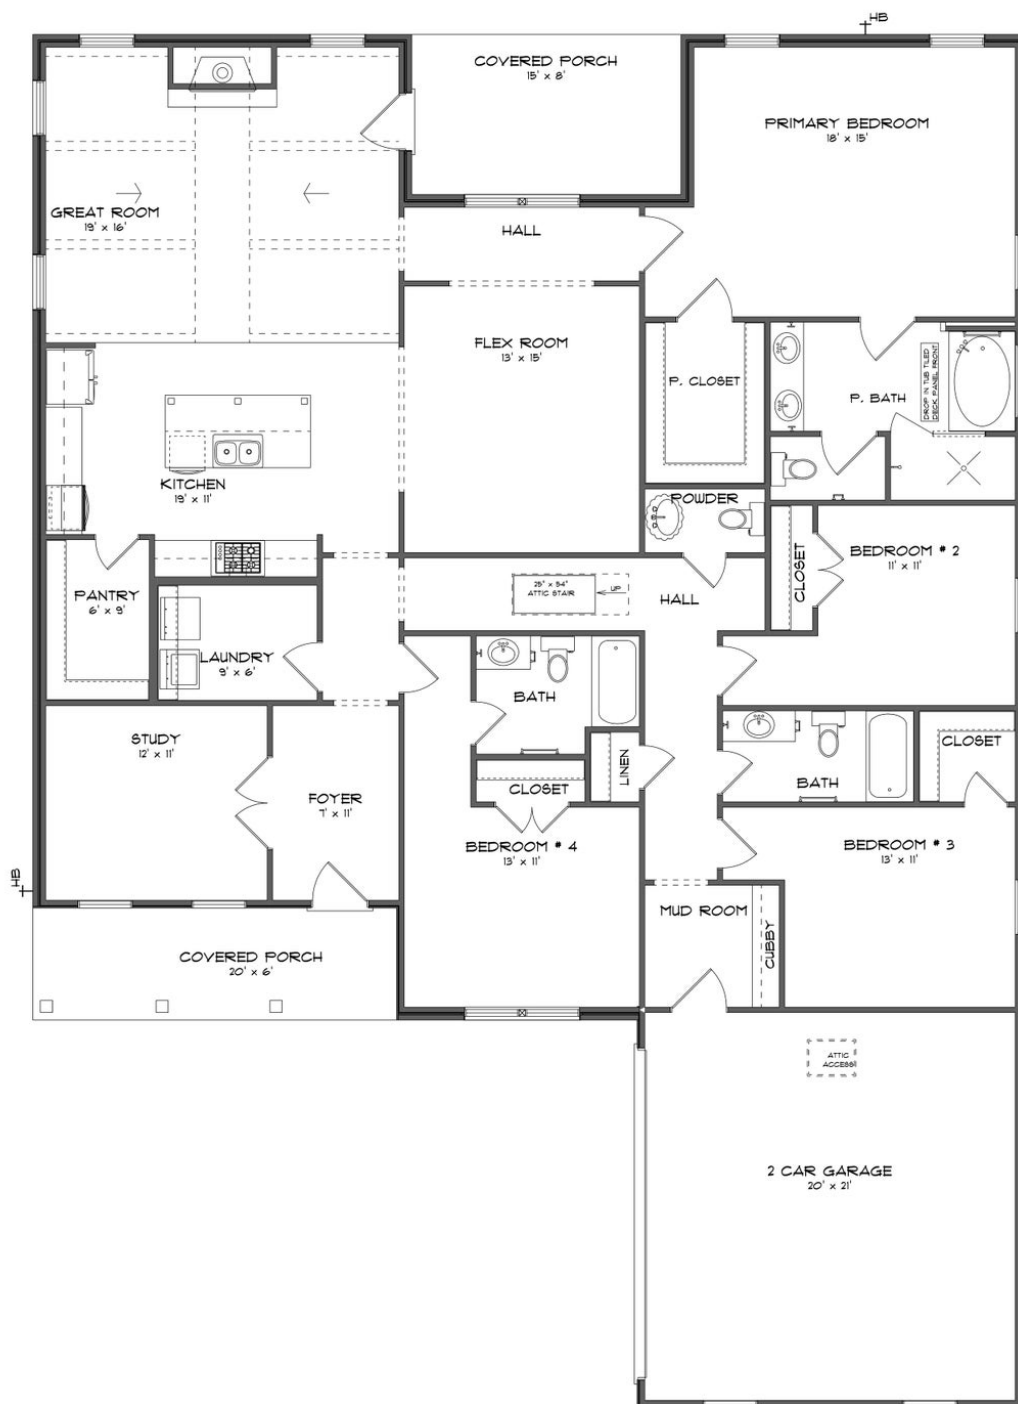 HB
COVERED PORCH
15' x 8'
PRIMARY BEDROOM
18' x 15'
GREAT ROOM
19' x 16'
HALL
FLEX ROOM
13' x 15'
P. CLOSET
DROP IN TUB TILED
DECK PANEL FRONT
P. BATH
KITCHEN
19' x 11'
POWDER
CLOSET
BEDROOM # 2
11' x 11'
PANTRY
6' x 9'
25" x 54"
ATTIC STAIR
UP
HALL
LAUNDRY
9' x 6'
BATH
STUDY
12' x 11'
LINEN
CLOSET
BATH
CLOSET
FOYER
7' x 11'
BEDROOM # 4
13' x 11'
BEDROOM # 3
13' x 11'
HB
MUD ROOM
CUBBY
COVERED PORCH
20' x 6'
ATTIC
ACCESS
2 CAR GARAGE
20' x 21'